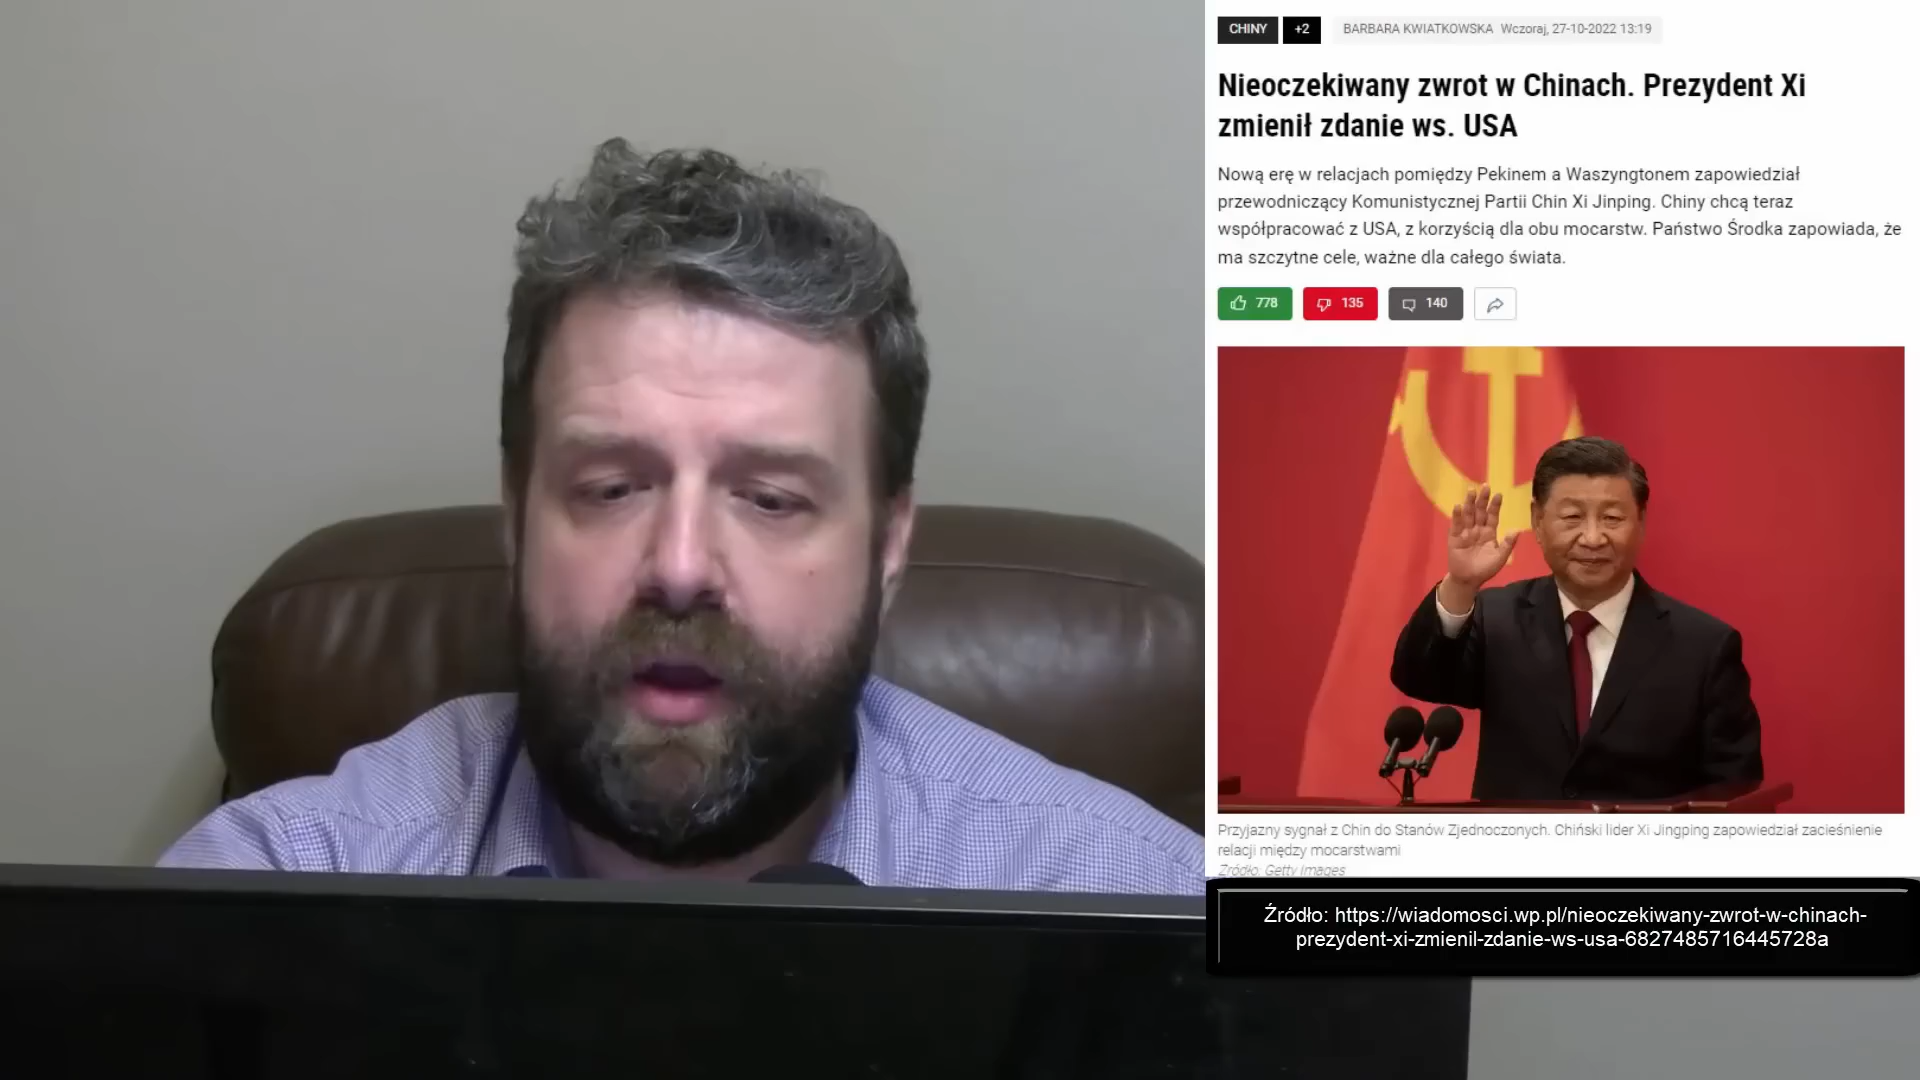 CHINY +2 BARBARA KWIATKOWSKA Wczoraj, 27-10-2022 13:19
Nieoczekiwany zwrot w Chinach. Prezydent Xi
zmienił zdanie ws. USA
Nową erę w relacjach pomiędzy Pekinem a Waszyngtonem zapowiedział
przewodniczący Komunistycznej Partii Chin Xi Jinping. Chiny chcą teraz
współpracować z USA, z korzyścią dla obu mocarstw. Państwo Środka zapowiada, że
ma szczytne cele, ważne dla całego świata.
778 135 140
Przyjazny sygnał z Chin do Stanów Zjednoczonych. Chiński lider Xi Jingping zapowiedział zacieśnienie
relacji między mocarstwami
Źródło: Getty Images
Źródło: https://wiadomosci.wp.pl/nieoczekiwany-zwrot-w-chinach-
prezydent-xi-zmienil-zdanie-ws-usa-6827485716445728a